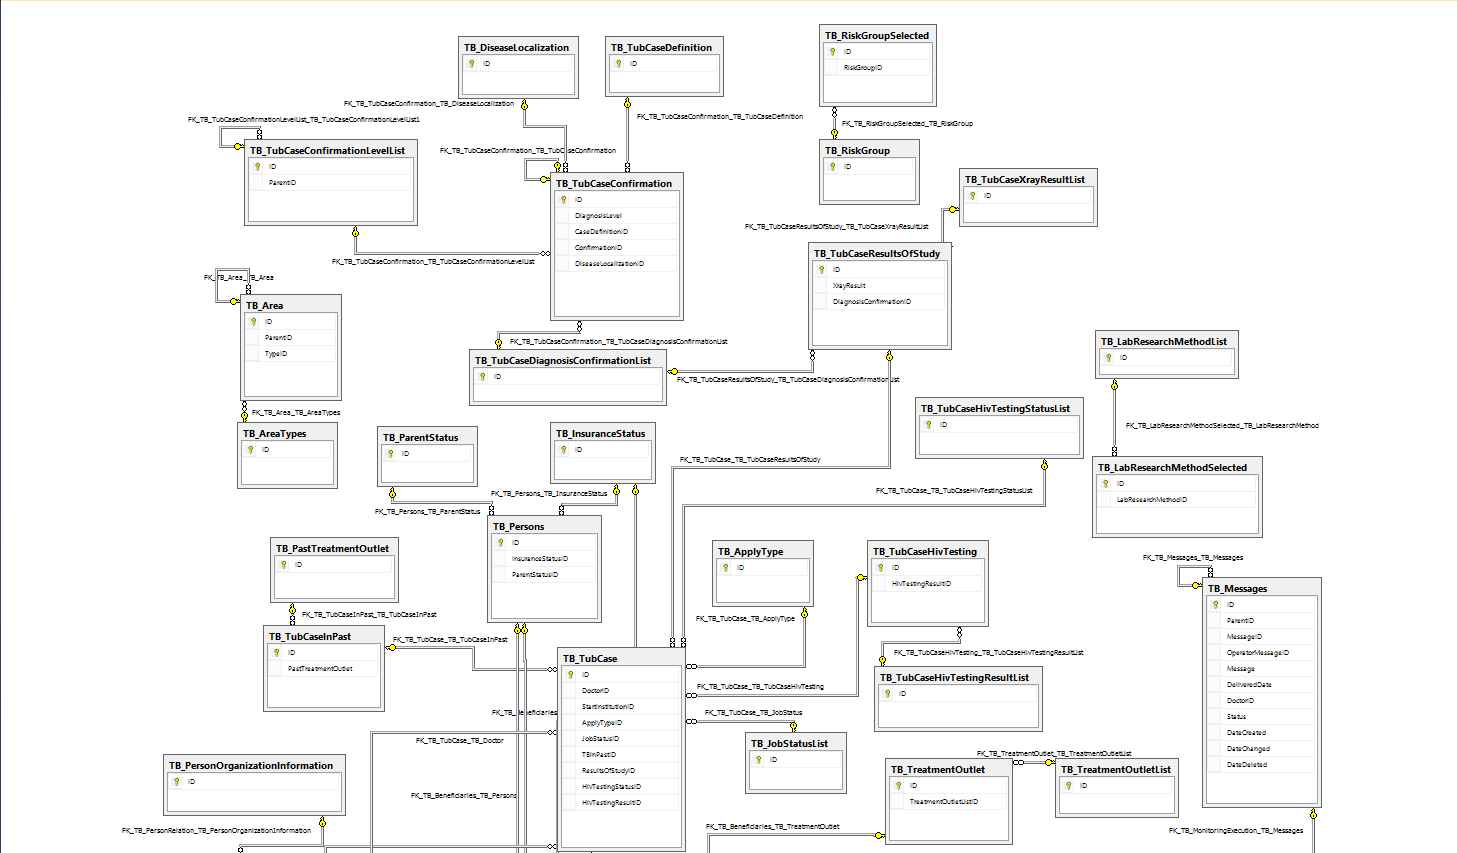 TB_DiseaseLocalization
ID
TB_TubCaseDefinition
ID
TB_RiskGroupSelected
ID
RiskGroupID
FK_TB_TubCaseConfirmation_TB_DiseaseLocalization
FK_TB_TubCaseConfirmation_TB_TubCaseDefinition
FK_TB_RiskGroupSelected_TB_RiskGroup
FK_TB_TubCaseConfirmationLevelList_TB_TubCaseConfirmationLevelList1
TB_TubCaseConfirmationLevelList
ID
ParentID
FK_TB_TubCaseConfirmation_TB_TubCaseConfirmation
TB_TubCaseConfirmation
ID
DiagnosisLevel
CaseDefinitionID
ConfirmationID
DiseaseLocalizationID
TB_RiskGroup
ID
TB_TubCaseXrayResultList
ID
FK_TB_TubCaseResultsOfStudy_TB_TubCaseXrayResultList
TB_TubCaseResultsOfStudy
ID
XrayResult
DiagnosisConfirmationID
FK_TB_TubCaseConfirmation_TB_TubCaseConfirmationLevelList
FK_TB_Area_TB_Area
TB_Area
ID
ParentID
TypeID
FK_TB_TubCaseConfirmation_TB_TubCaseDiagnosisConfirmationList
TB_TubCaseDiagnosisConfirmationList
ID
FK_TB_TubCaseResultsOfStudy_TB_TubCaseDiagnosisConfirmationList
TB_LabResearchMethodList
ID
FK_TB_Area_TB_AreaTypes
TB_AreaTypes
ID
TB_ParentStatus
ID
TB_InsuranceStatus
ID
TB_TubCaseHivTestingStatusList
ID
FK_TB_LabResearchMethodSelected_TB_LabResearchMethod
FK_TB_TubCase_TB_TubCaseResultsOfStudy
TB_LabResearchMethodSelected
ID
LabResearchMethodID
FK_TB_Persons_TB_InsuranceStatus
FK_TB_TubCase_TB_TubCaseHivTestingStatusList
FK_TB_Persons_TB_ParentStatus
TB_Persons
ID
InsuranceStatusID
ParentStatusID
TB_PastTreatmentOutlet
ID
TB_ApplyType
ID
TB_TubCaseHivTesting
ID
HivTestingResultID
FK_TB_Messages_TB_Messages
TB_Messages
ID
ParentID
MessageID
OperatorMessageID
Message
DeliveredDate
DoctorID
Status
DateCreated
DateChanged
DateDeleted
FK_TB_TubCaseInPast_TB_TubCaseInPast
FK_TB_TubCase_TB_ApplyType
TB_TubCaseInPast
ID
PastTreatmentOutlet
FK_TB_TubCase_TB_TubCaseInPast
FK_TB_TubCaseHivTesting_TB_TubCaseHivTestingResultList
TB_TubCase
ID
DoctorID
StartInstitutionID
ApplyTypeID
JobStatusID
TBInPastID
ResultsOfStudyID
HivTestingStatusID
HivTestingResultID
TB_TubCaseHivTestingResultList
ID
FK_TB_TubCase_TB_TubCaseHivTesting
FK_TB_Beneficiaries
FK_TB_TubCase_TB_JobStatus
FK_TB_TubCase_TB_Doctor
TB_JobStatusList
ID
FK_TB_TreatmentOutlet_TB_TreatmentOutletList
TB_PersonOrganizationInformation
ID
TB_TreatmentOutlet
ID
TreatmentOutletListID
TB_TreatmentOutletList
ID
FK_TB_Beneficiaries_TB_Persons
FK_TB_PersonRelation_TB_PersonOrganizationInformation
FK_TB_Beneficiaries_TB_TreatmentOutlet
FK_TB_MonitoringExecution_TB_Messages